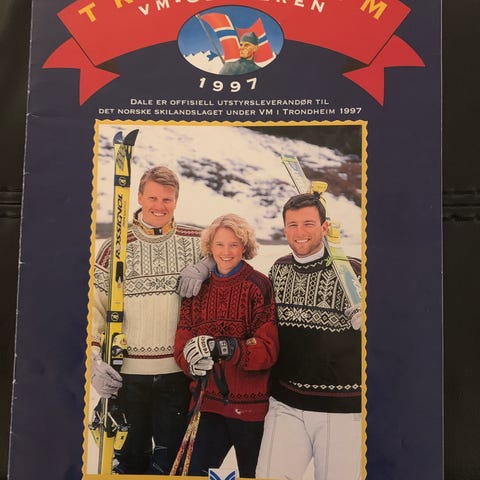 1997
DALE ER OFFISIELL UTSTYRSLEVERANDØR TIL
DET NORSKE SKILANDSLAGET UNDER VM I TRONDHEIM 1997
ROSSIGNOL